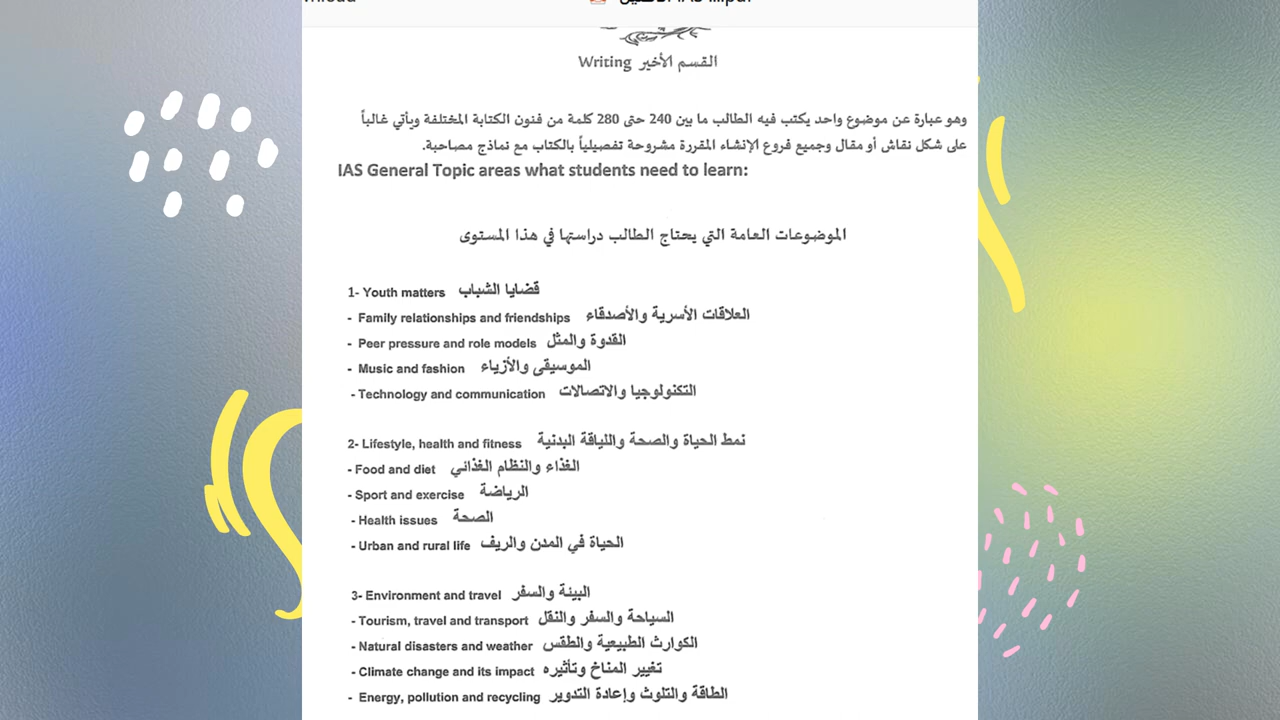 القسم الأخير Writing
وهو عبارة عن موضوع واحد يكتب فيه الطالب ما بين 240 حتى 280 كلمة من فنون الكتابة المختلفة ويأتي غالباً
على شكل نقاش أو مقال وجميع فروع الإنشاء المقررة مشروحة تفصيلياً بالكتاب مع نماذج مصاحبة.
IAS General Topic areas what students need to learn:
الموضوعات العامة التي يحتاج الطالب دراستها في هذا المستوى
1- Youth matters قضايا الشباب
- Family relationships and friendships العلاقات الأسرية والأصدقاء
- Peer pressure and role models القدوة والمثل
- Music and fashion الموسيقى والأزياء
- Technology and communication التكنولوجيا والاتصالات
2- Lifestyle, health and fitness نمط الحياة والصحة واللياقة البدنية
- Food and diet الغذاء والنظام الغذائي
- Sport and exercise الرياضة
- Health issues الصحة
- Urban and rural life الحياة في المدن والريف
3- Environment and travel البيئة والسفر
- Tourism, travel and transport السياحة والسفر والنقل
- Natural disasters and weather الكوارث الطبيعية والطقس
- Climate change and its impact تغيير المناخ وتأثيره
- Energy, pollution and recycling الطاقة والتلوث وإعادة التدوير